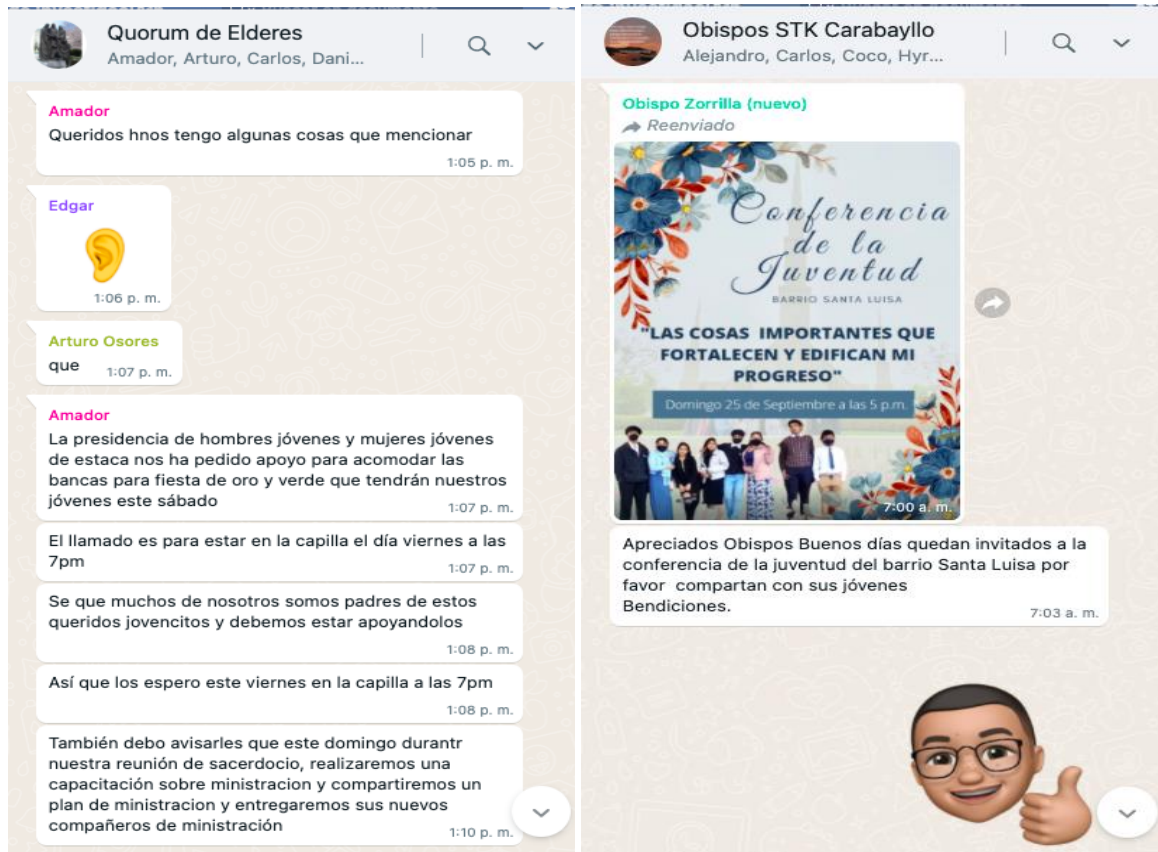 Quorum de Elderes
Amador, Arturo, Carlos, Dani...
Amador
Queridos hnos tengo algunas cosas que mencionar
1:05 p. m.
Edgar
1:06 p. m.
Arturo Osores
que
1:07 p. m.
Amador
La presidencia de hombres jóvenes y mujeres jóvenes
de estaca nos ha pedido apoyo para acomodar las
bancas para fiesta de oro y verde que tendrán nuestros
jóvenes este sábado
1:07 p. m.
El llamado es para estar en la capilla el día viernes a las
7pm
1:07 p. m.
Se que muchos de nosotros somos padres de estos
queridos jovencitos y debemos estar apoyandolos
1:08 p. m.
Así que los espero este viernes en la capilla a las 7pm
1:08 p. m.
También debo avisarles que este domingo durantr
nuestra reunión de sacerdocio, realizaremos una
capacitación sobre ministracion y compartiremos un
plan de ministracion y entregaremos sus nuevos
compañeros de ministración
1:10 p. m.
Obispos STK Carabayllo
Alejandro, Carlos, Coco, Hyr...
Obispo Zorrilla (nuevo)
Reenviado
Conferencia
de la
Juventud
BARRIO SANTA LUISA
"LAS COSAS IMPORTANTES QUE
FORTALECEN Y EDIFICAN MI
PROGRESO"
Domingo 25 de Septiembre a las 5 p.m.
7:00 a. m.
Apreciados Obispos Buenos días quedan invitados a la
conferencia de la juventud del barrio Santa Luisa por
favor compartan con sus jóvenes
Bendiciones.
7:03 a. m.